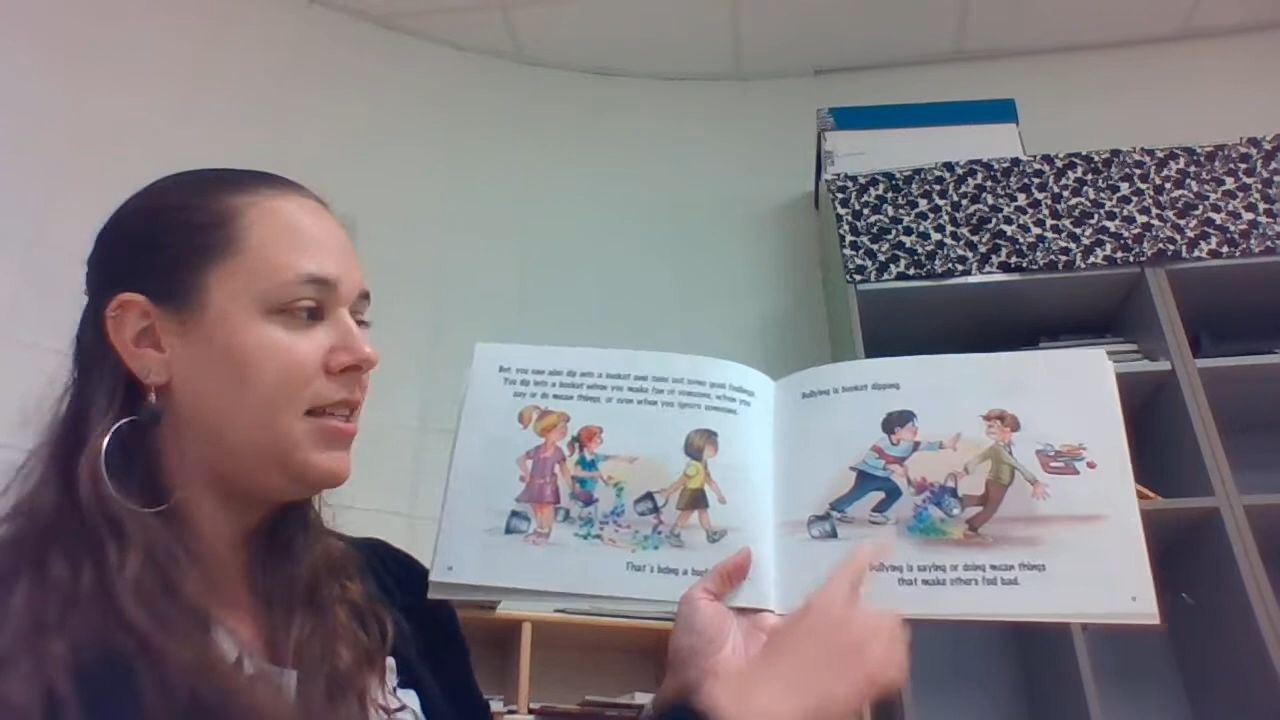 But, you can also dip into a bucket and take out some good feelings.
You dip into a bucket when you make fun of someone, when you
say or do mean things, or even when you ignore someone.
That's being a
Bullying is bucket dipping.
Bullying is saying or doing mean things
that make others feel bad.